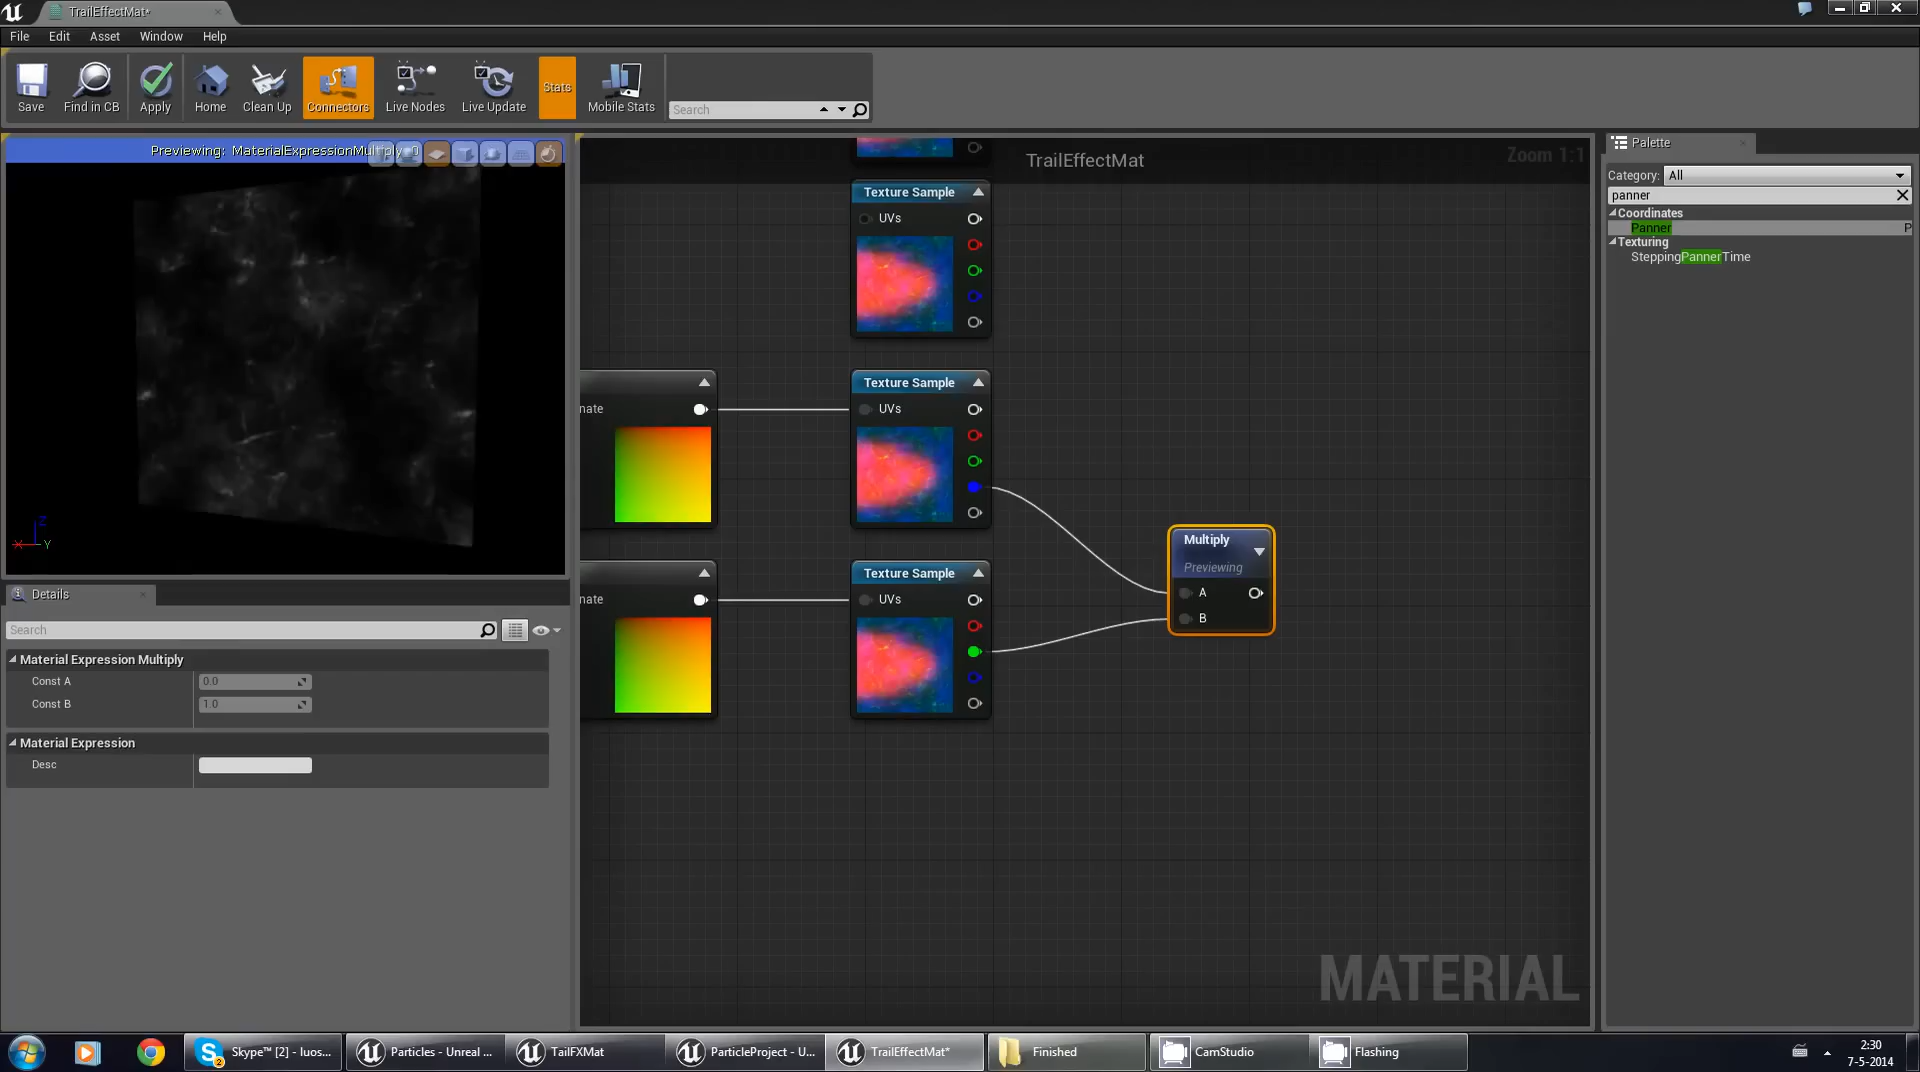 TrailEffectMat*
File Edit Asset Window Help
Save Find in CB Apply Home Clean Up Connectors Live Nodes Live Update Stats Mobile Stats Search
Previewing: MaterialExpressionMultiply_0
TrailEffectMat
Zoom 1:1
Palette
Category: All
panner
Coordinates
Panner P
Texturing
SteppingPannerTime
Texture Sample
UVs
Texture Sample
nate
UVs
Multiply
Previewing
A
B
Texture Sample
nate
UVs
Z
X Y
Details
Search
Material Expression Multiply
Const A 0.0
Const B 1.0
Material Expression
Desc
MATERIAL
Skype™ [2] - luos... Particles - Unreal ... TailFXMat ParticleProject - U... TrailEffectMat* Finished CamStudio Flashing
2
2:30
7-5-2014